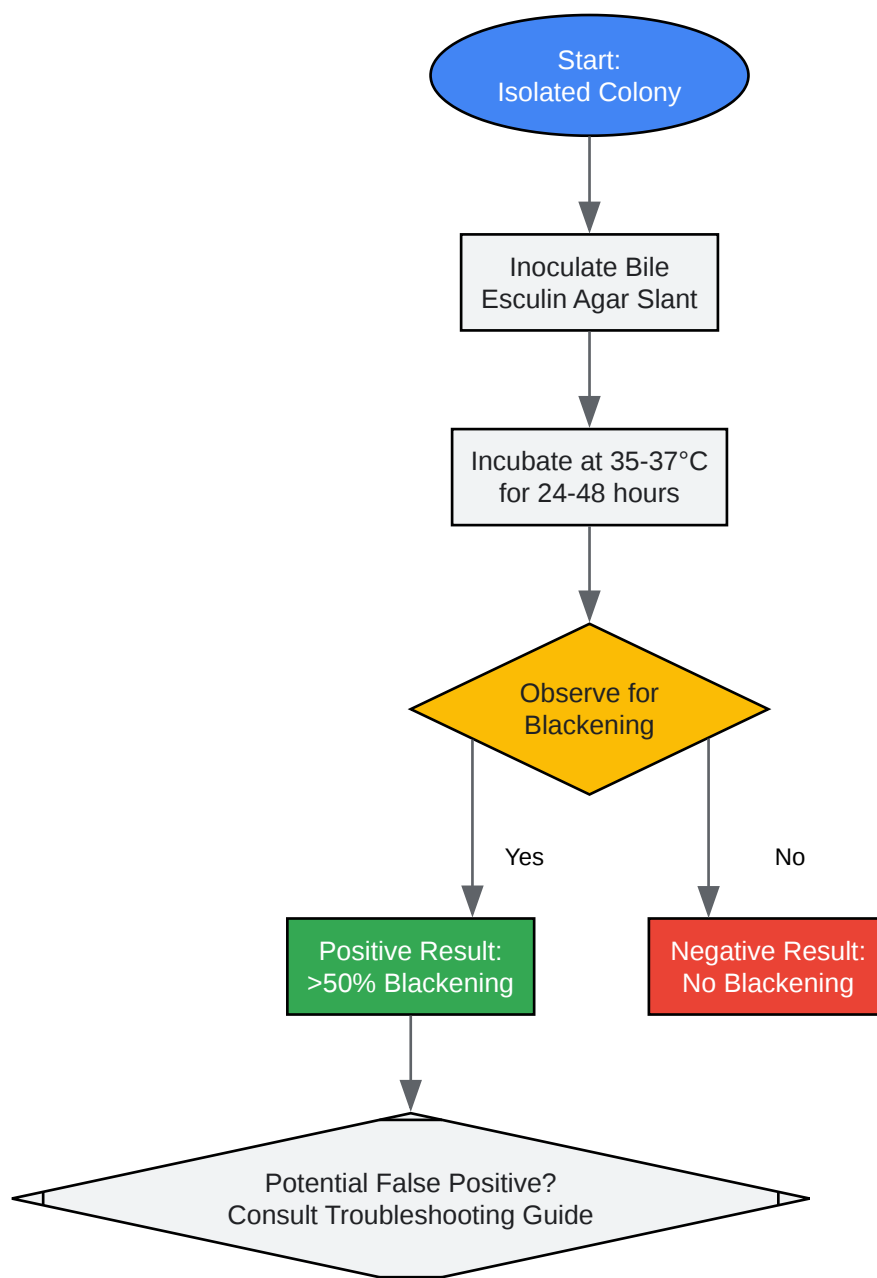 Start:
Isolated Colony
Inoculate Bile
Esculin Agar Slant
Incubate at 35-37°C
for 24-48 hours
Observe for
Blackening
Yes
No
Positive Result:
>50% Blackening
Negative Result:
No Blackening
Potential False Positive?
Consult Troubleshooting Guide